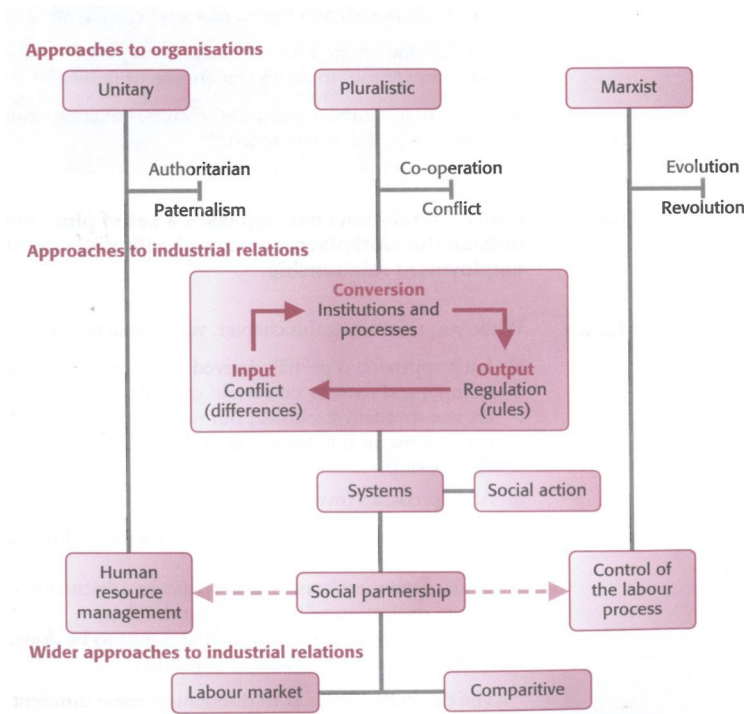 Approaches to organisations
Unitary
Pluralistic
Marxist
Authoritarian
Paternalism
Co-operation
Conflict
Evolution
Revolution
Approaches to industrial relations
Conversion
Institutions and
processes
Input
Conflict
(differences)
Output
Regulation
(rules)
Systems
Social action
Human
resource
management
Social partnership
Control of
the labour
process
Wider approaches to industrial relations
Labour market
Comparitive